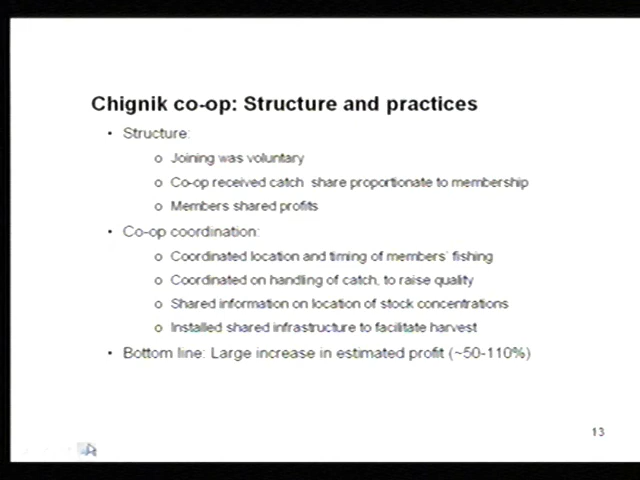 Chignik co-op: Structure and practices
• Structure:
o Joining was voluntary
o Co-op received catch share proportionate to membership
o Members shared profits
• Co-op coordination:
o Coordinated location and timing of members' fishing
o Coordinated on handling of catch, to raise quality
o Shared information on location of stock concentrations
o Installed shared infrastructure to facilitate harvest
• Bottom line: Large increase in estimated profit (~50-110%)
13